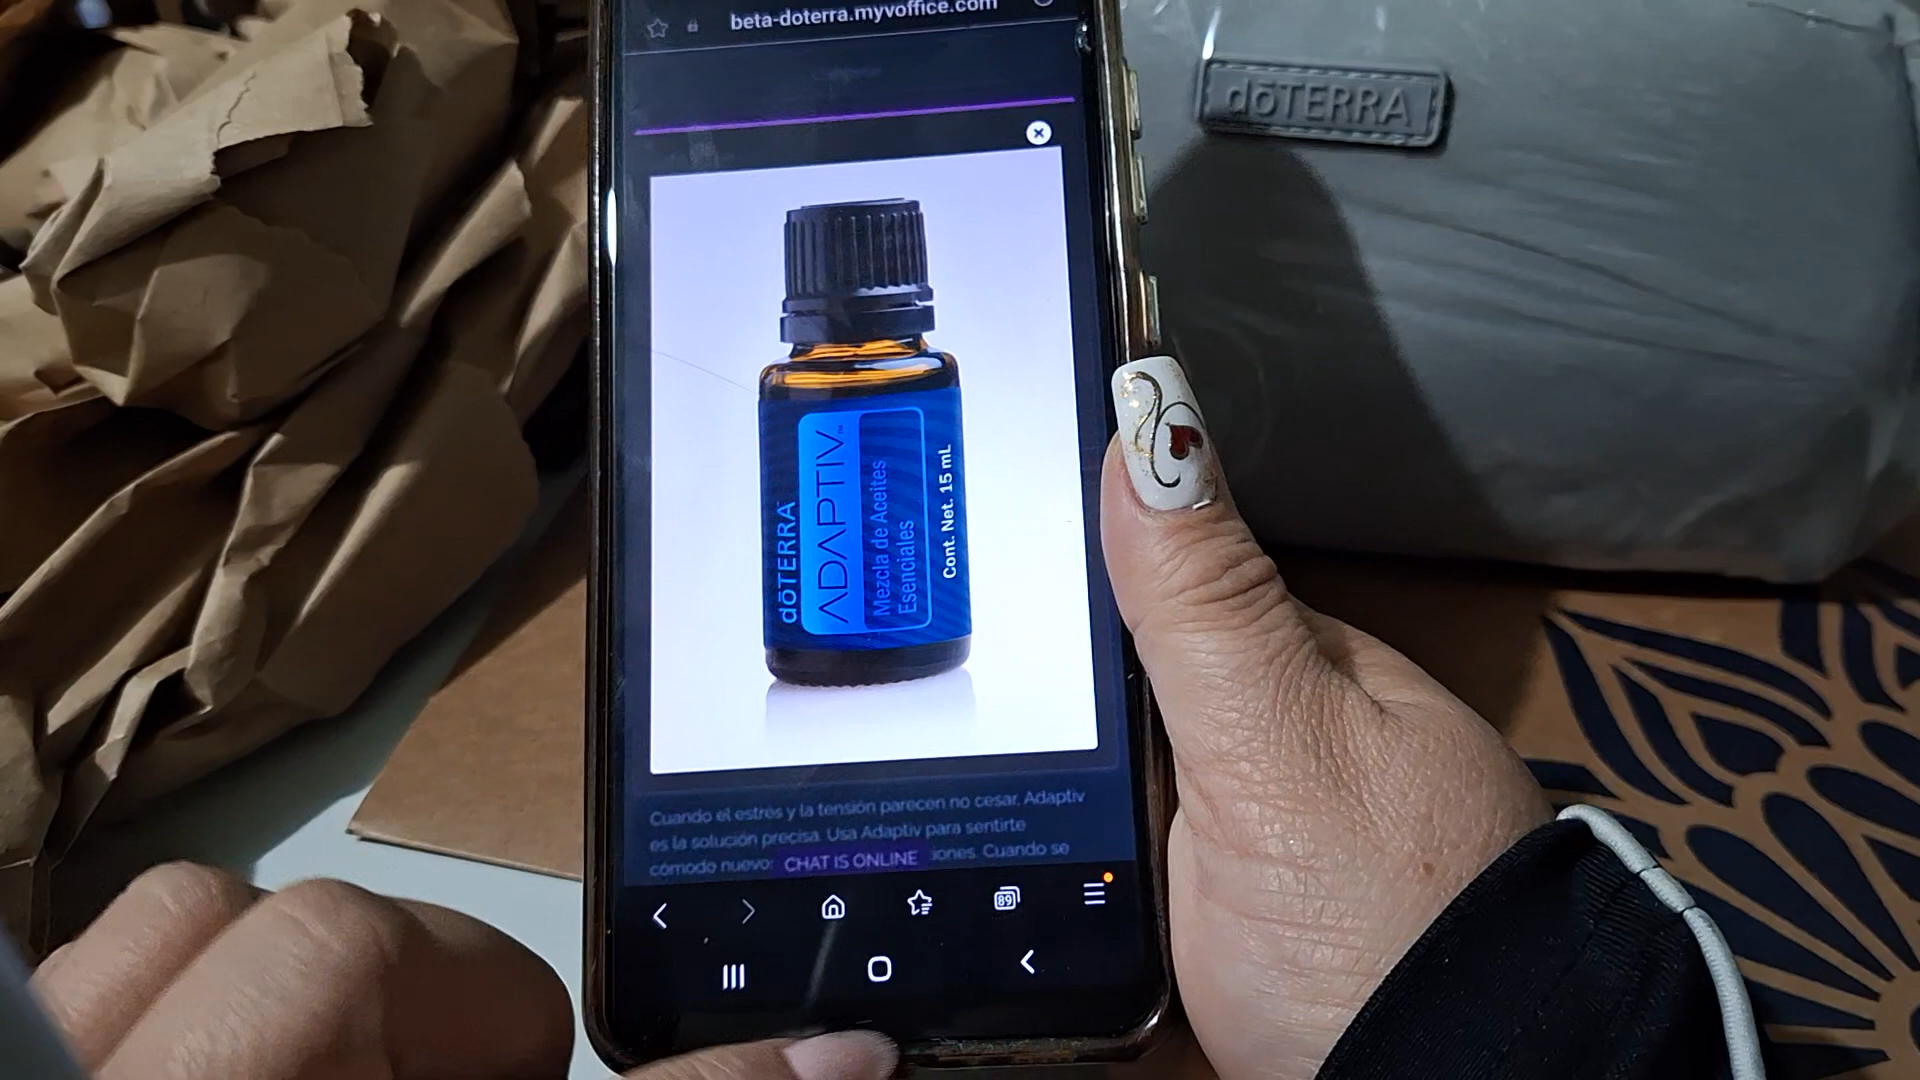 beta-doterra.myvoffice.com
dōTERRA
dōTERRA
ADAPTIV™
Mezcla de Aceites
Esenciales
Cont. Net. 15 mL
Cuando el estrés y la tensión parecen no cesar, Adaptiv
es la solución precisa. Usa Adaptiv para sentirte
cómodo nuevo CHAT IS ONLINE iones. Cuando se
89